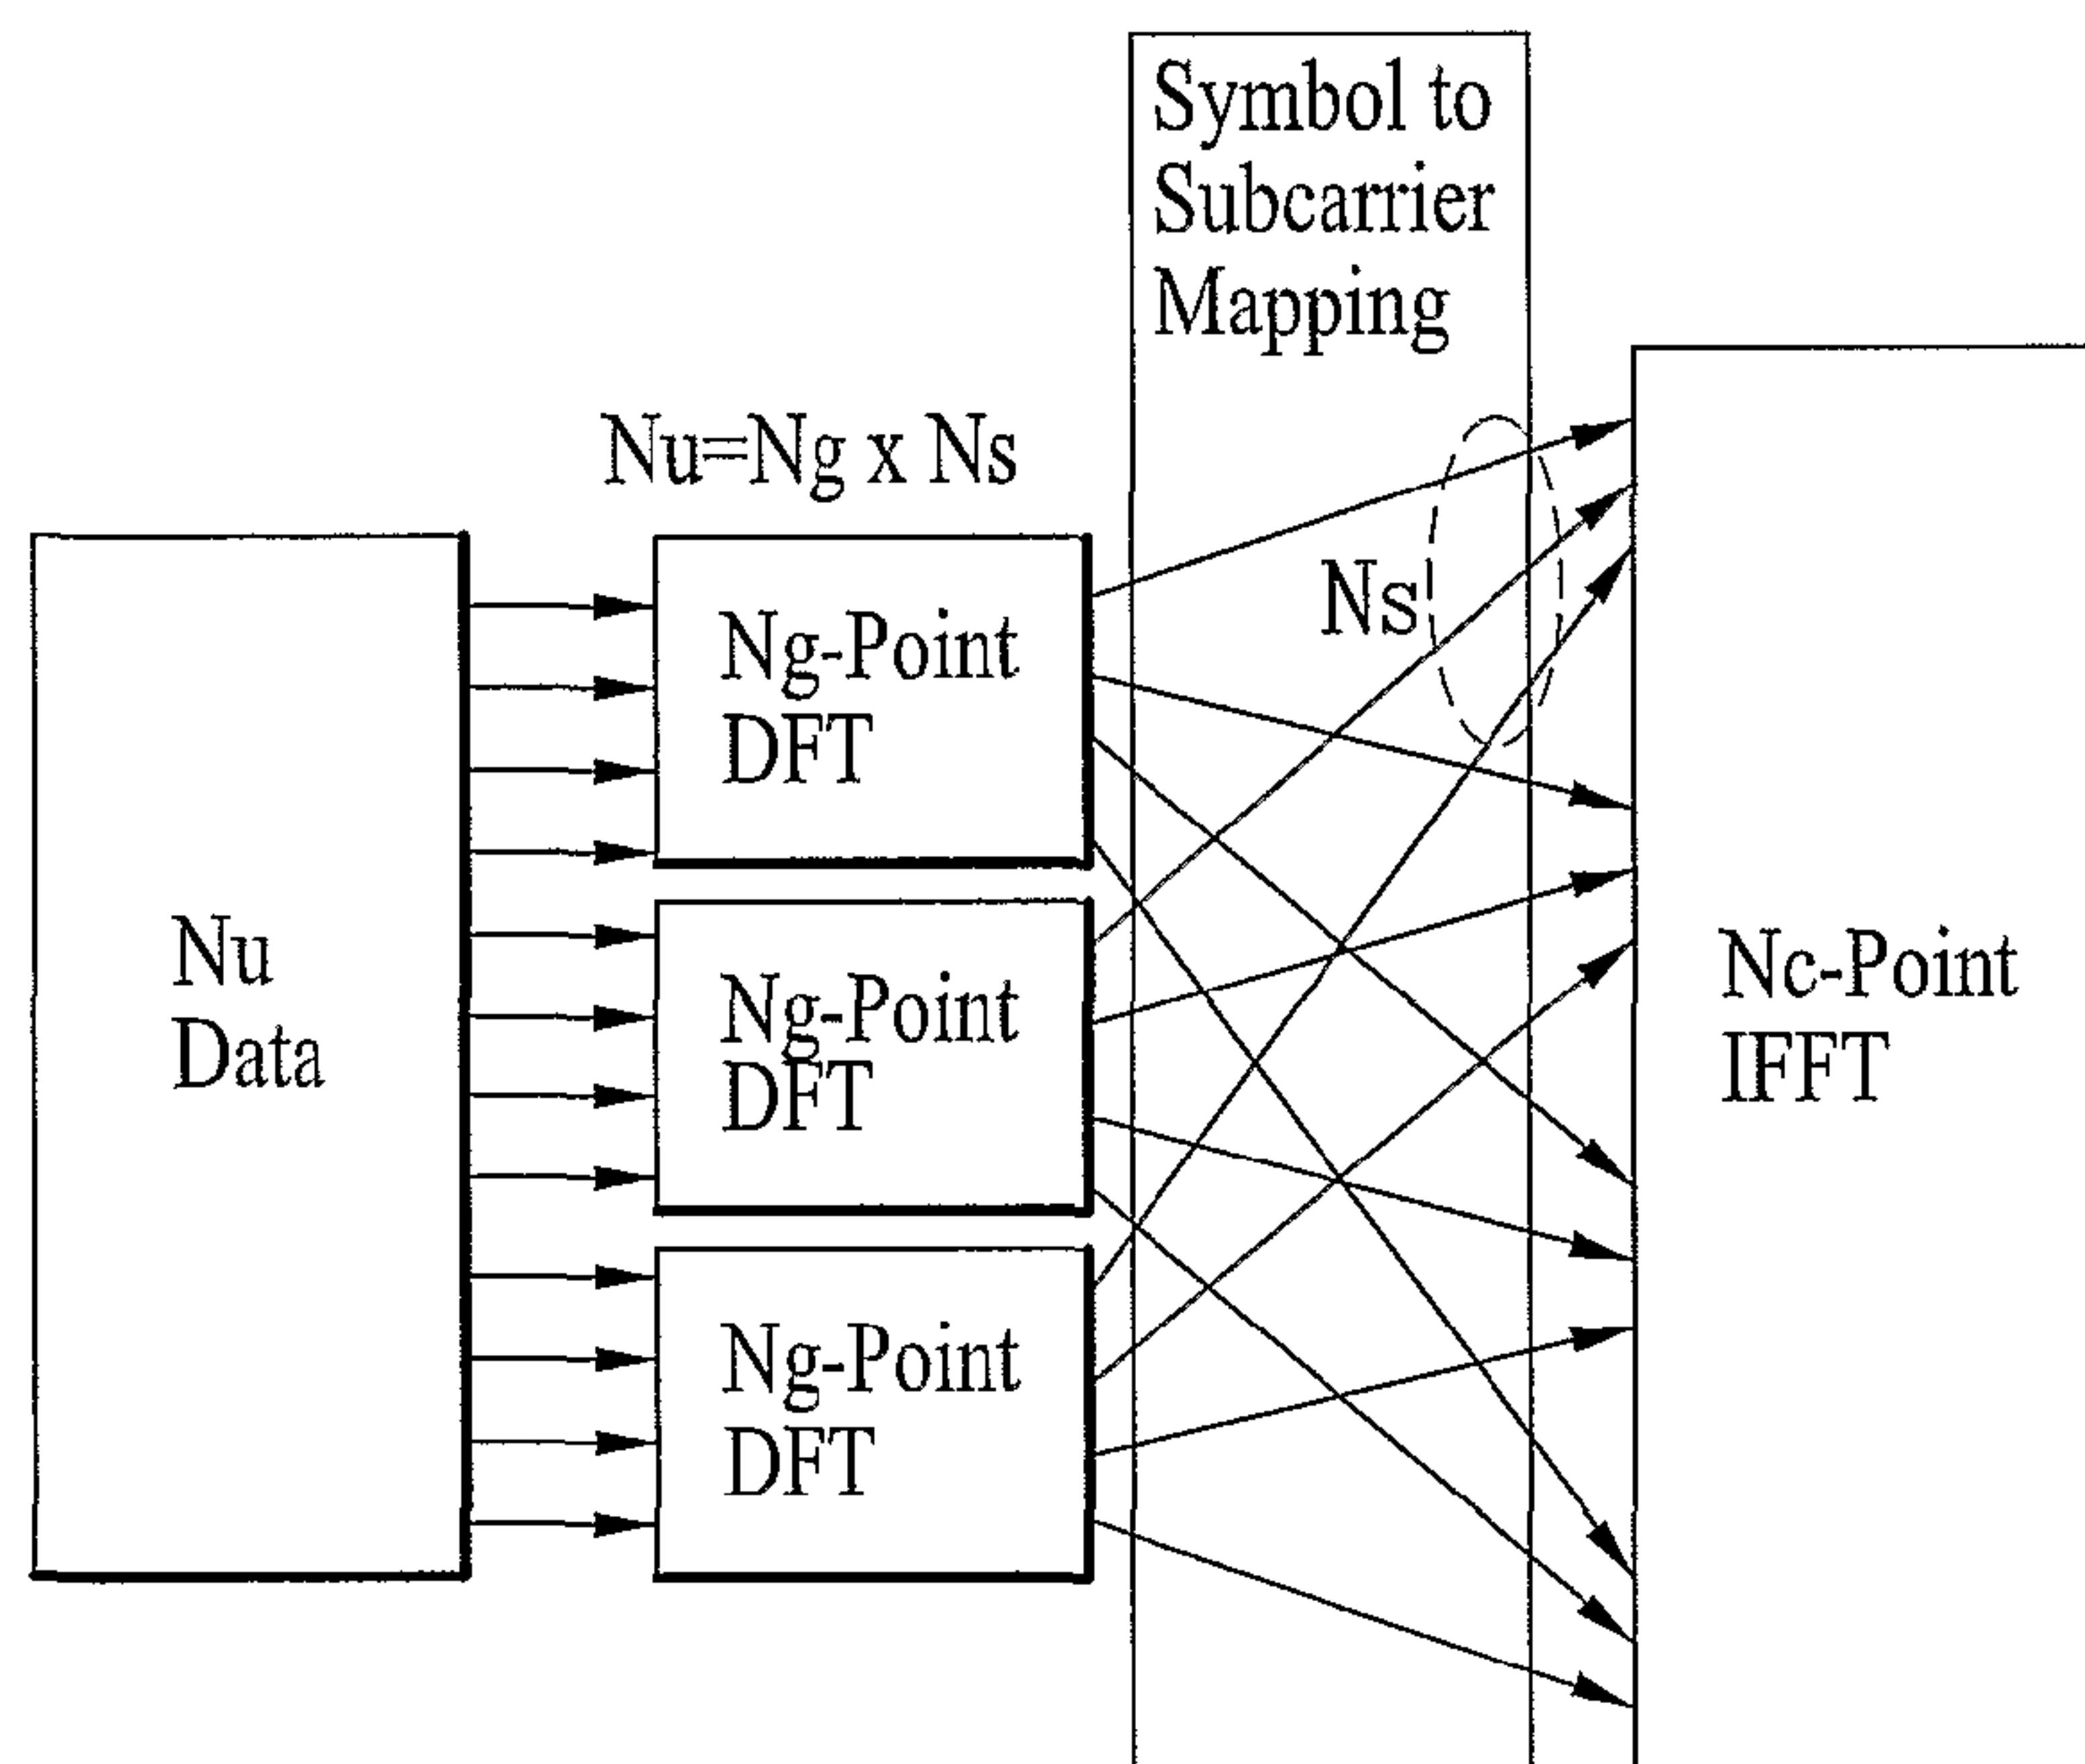 Symbol to
Subcarrier
Mapping
Nu=Ng x Ns
Ns
Ng-Point
DFT
Nu
Data
Ng-Point
DFT
Nc-Point
IFFT
Ng-Point
DFT